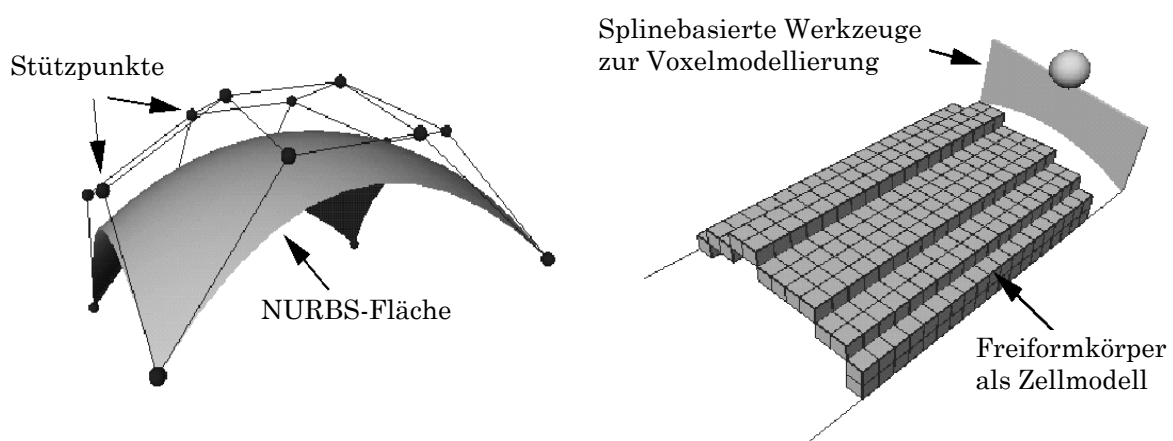 Stützpunkte
NURBS-Fläche
Splinebasierte Werkzeuge
zur Voxelmodellierung
Freiformkörper
als Zellmodell